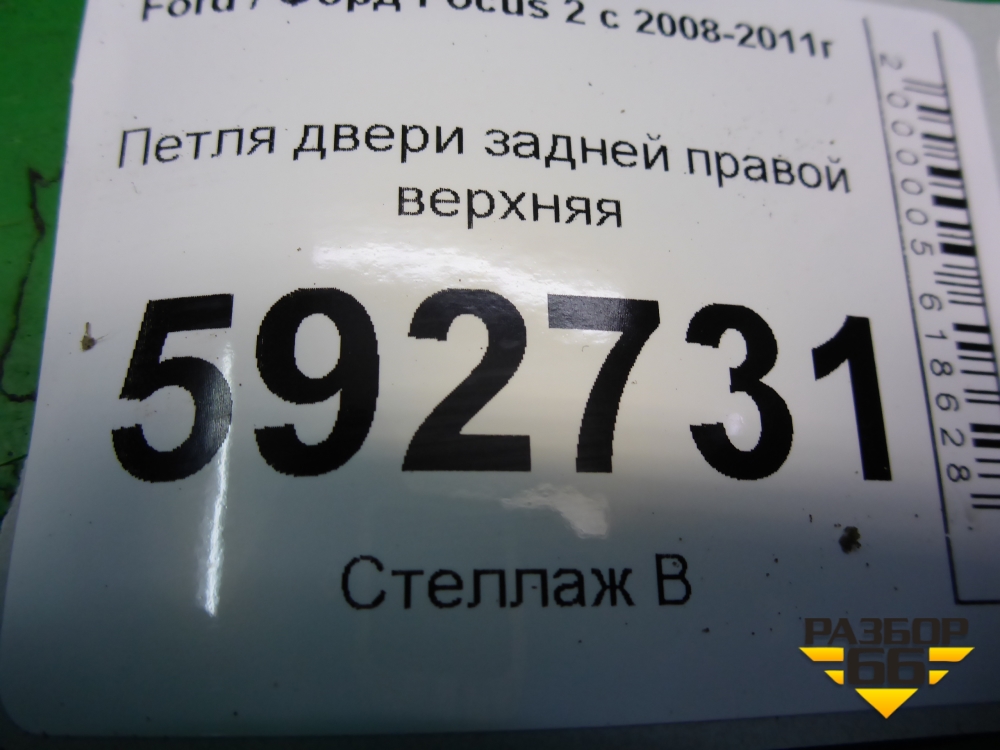 Ford / Форд Focus 2 с 2008-2011г
Петля двери задней правой
верхняя
592731
Стеллаж В
2000005618628
РАЗБОР
66